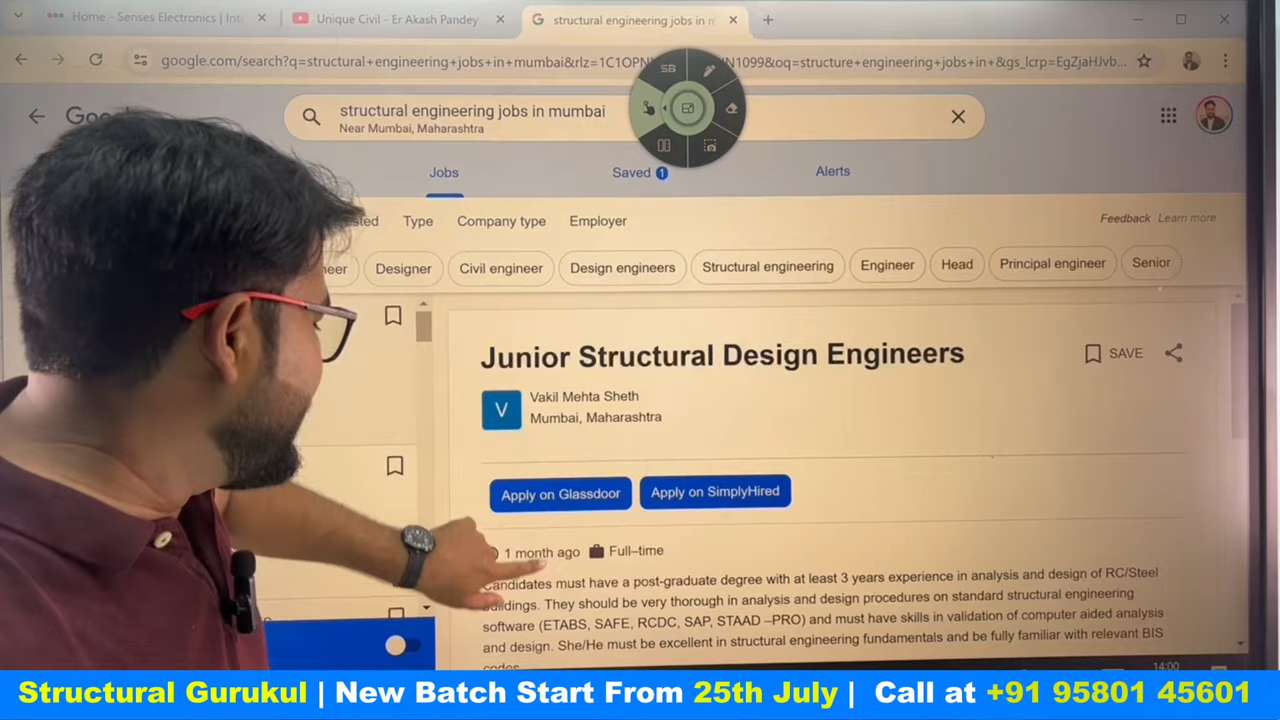 Home - Senses Electronics | Int
Unique Civil - Er Akash Pandey
structural engineering jobs in m
google.com/search?q=structural+engineering+jobs+in+mumbai&rlz=1C1OPN
N1099&oq=structure+engineering+jobs+in+&gs_lcrp=EgZjaHJvb...
Goo
structural engineering jobs in mumbai
Near Mumbai, Maharashtra
SB
Jobs
Saved 1
Alerts
Type
Company type
Employer
Feedback
Learn more
neer
Designer
Civil engineer
Design engineers
Structural engineering
Engineer
Head
Principal engineer
Senior
Junior Structural Design Engineers
SAVE
V
Vakil Mehta Sheth
Mumbai, Maharashtra
Apply on Glassdoor
Apply on SimplyHired
1 month ago
Full–time
Candidates must have a post-graduate degree with at least 3 years experience in analysis and design of RC/Steel
buildings. They should be very thorough in analysis and design procedures on standard structural engineering
software (ETABS, SAFE, RCDC, SAP, STAAD –PRO) and must have skills in validation of computer aided analysis
and design. She/He must be excellent in structural engineering fundamentals and be fully familiar with relevant BIS
codes
14:00
Structural Gurukul | New Batch Start From 25th July | Call at +91 95801 45601